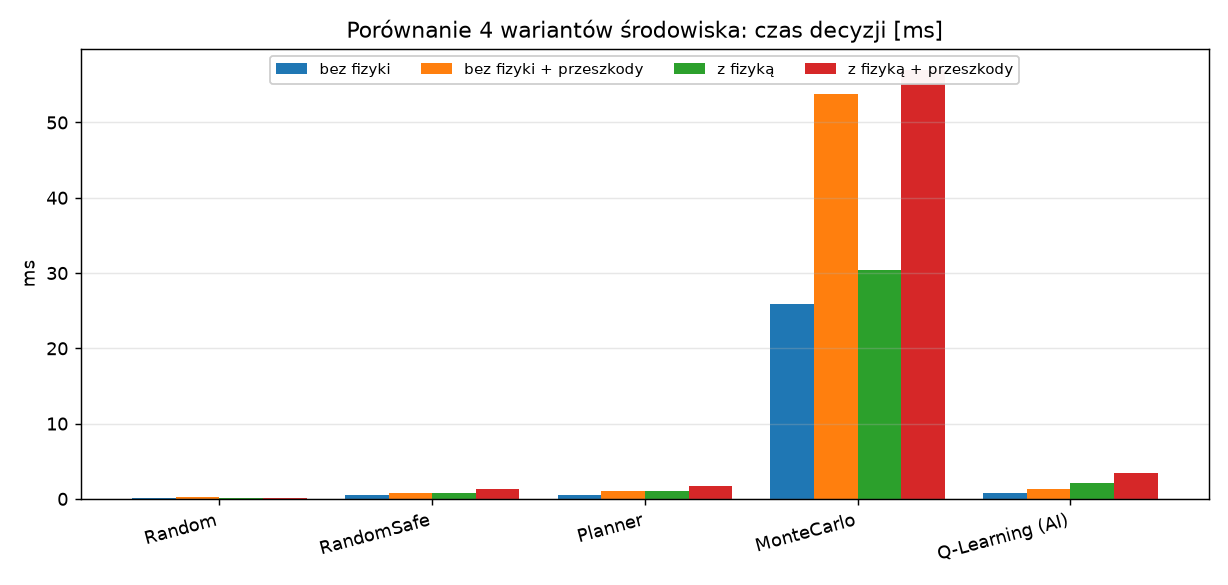 Porównanie 4 wariantów środowiska: czas decyzji [ms]
bez fizyki
bez fizyki + przeszkody
z fizyką
z fizyką + przeszkody
ms
50
40
30
20
10
0
Random
RandomSafe
Planner
MonteCarlo
Q-Learning (AI)